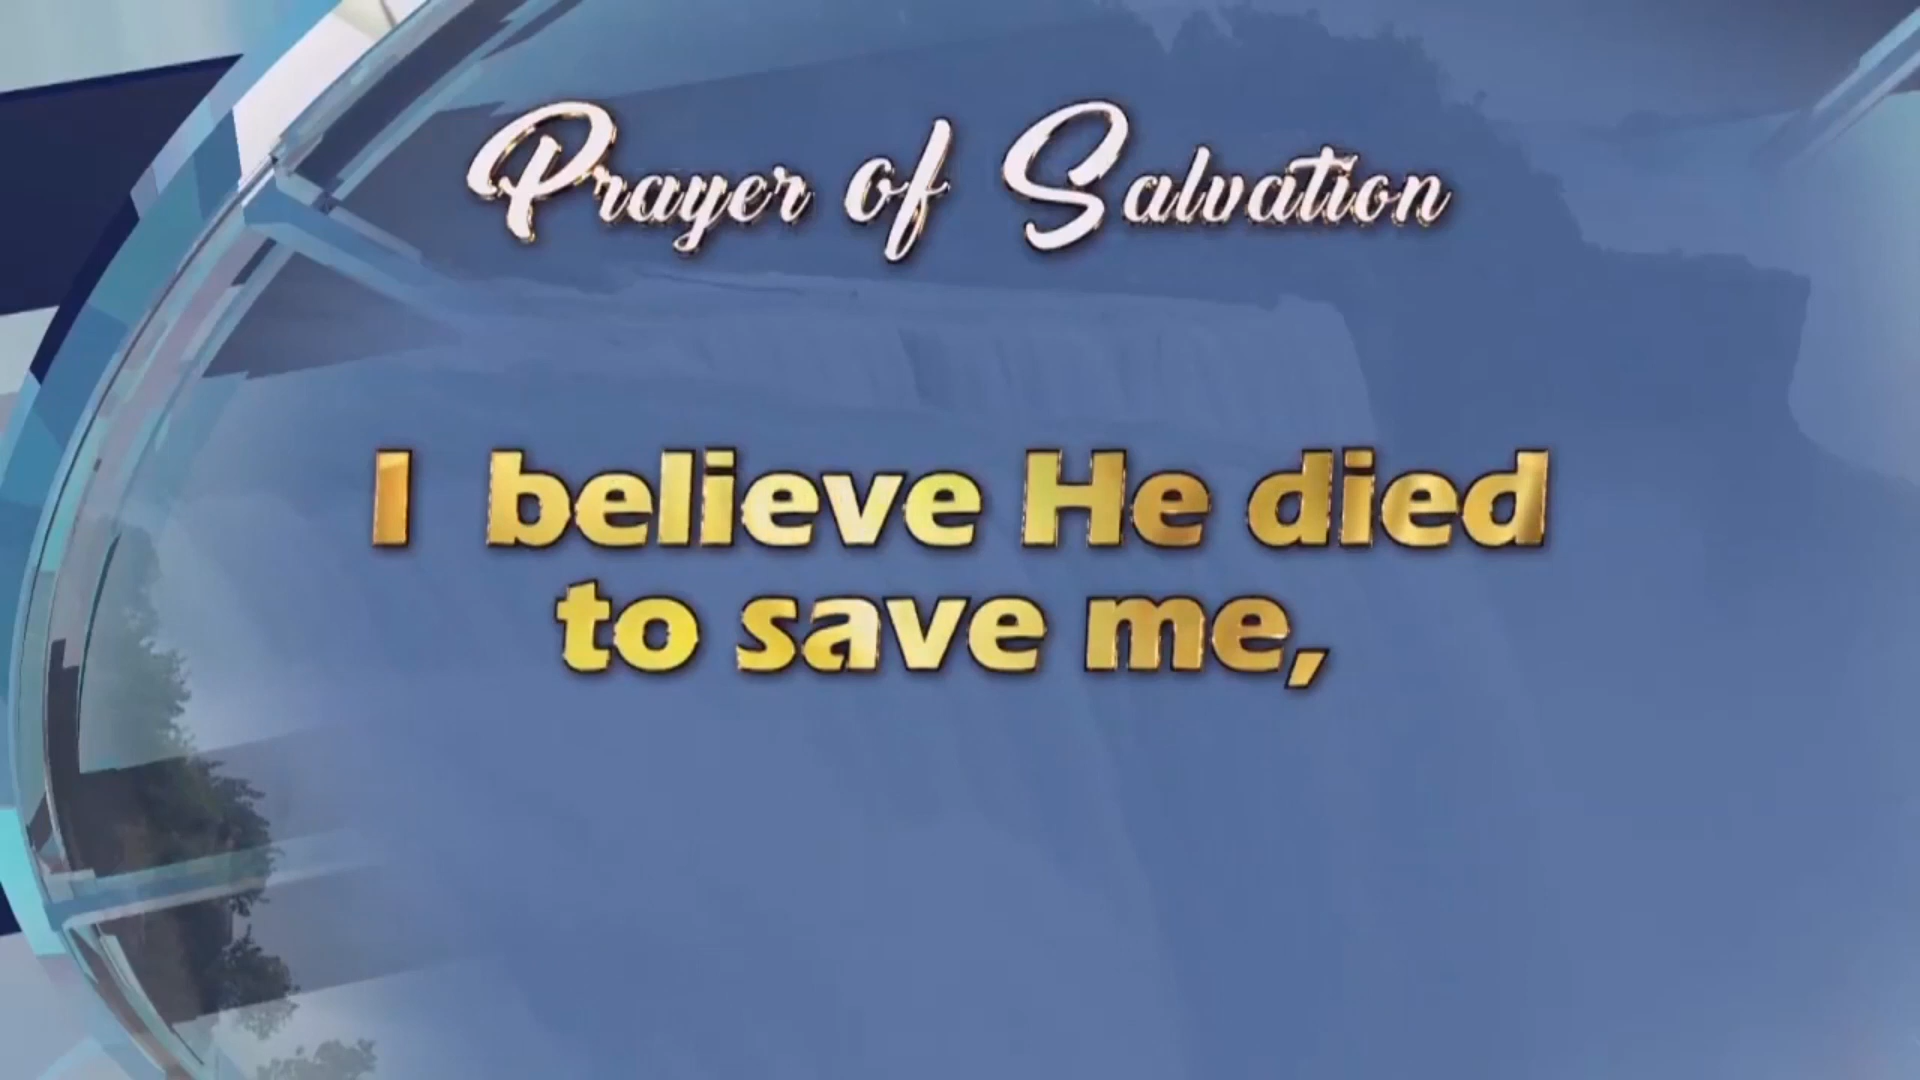 Prayer of Salvation
I believe He died
to save me,